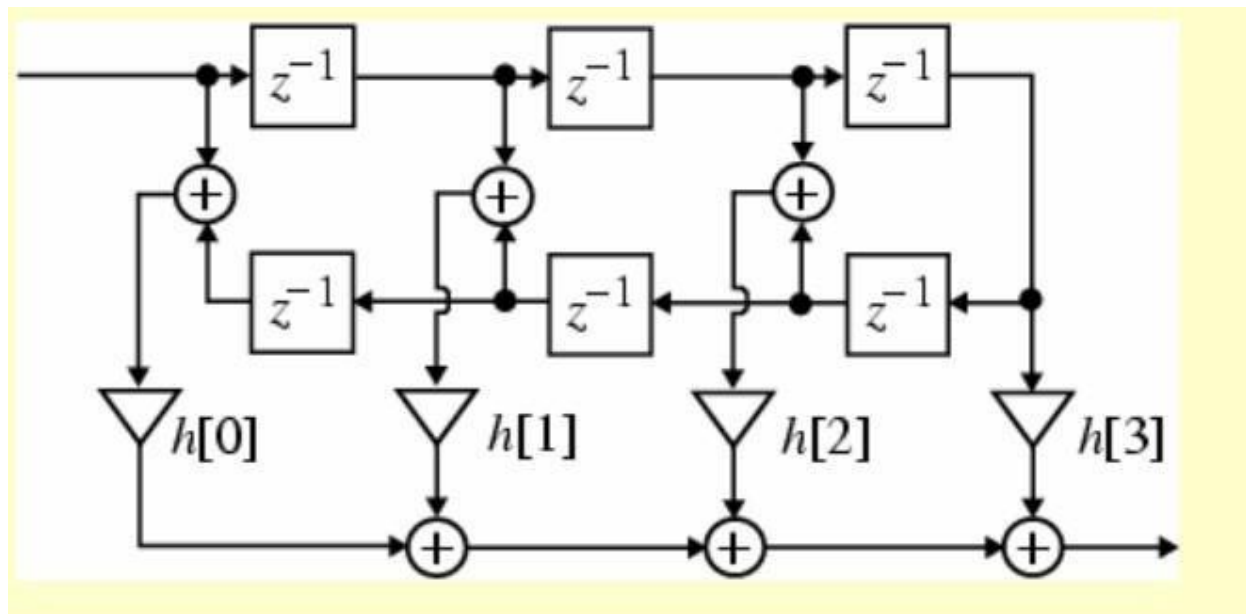 z⁻¹ z⁻¹ z⁻¹
+ + +
z⁻¹ z⁻¹ z⁻¹
h[0] h[1] h[2] h[3]
+ + +